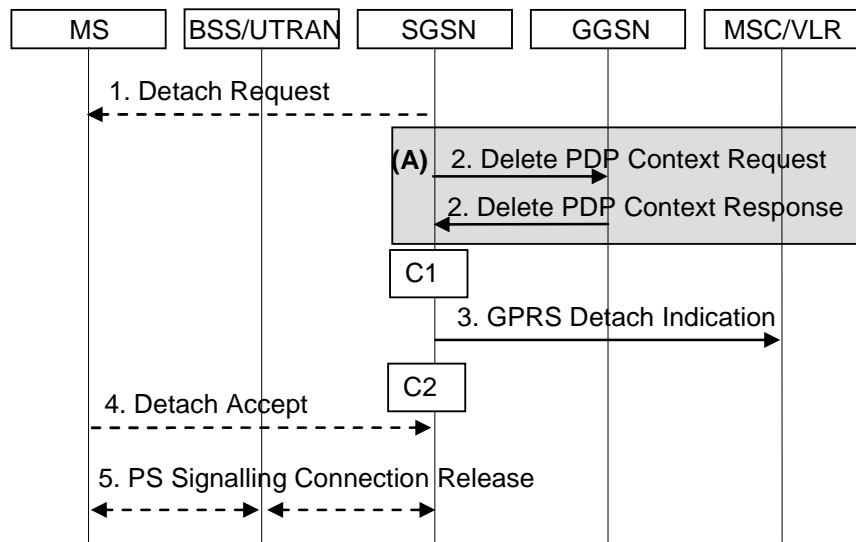 MS BSS/UTRAN SGSN GGSN MSC/VLR
1. Detach Request
(A) 2. Delete PDP Context Request
2. Delete PDP Context Response
C1
3. GPRS Detach Indication
C2
4. Detach Accept
5. PS Signalling Connection Release